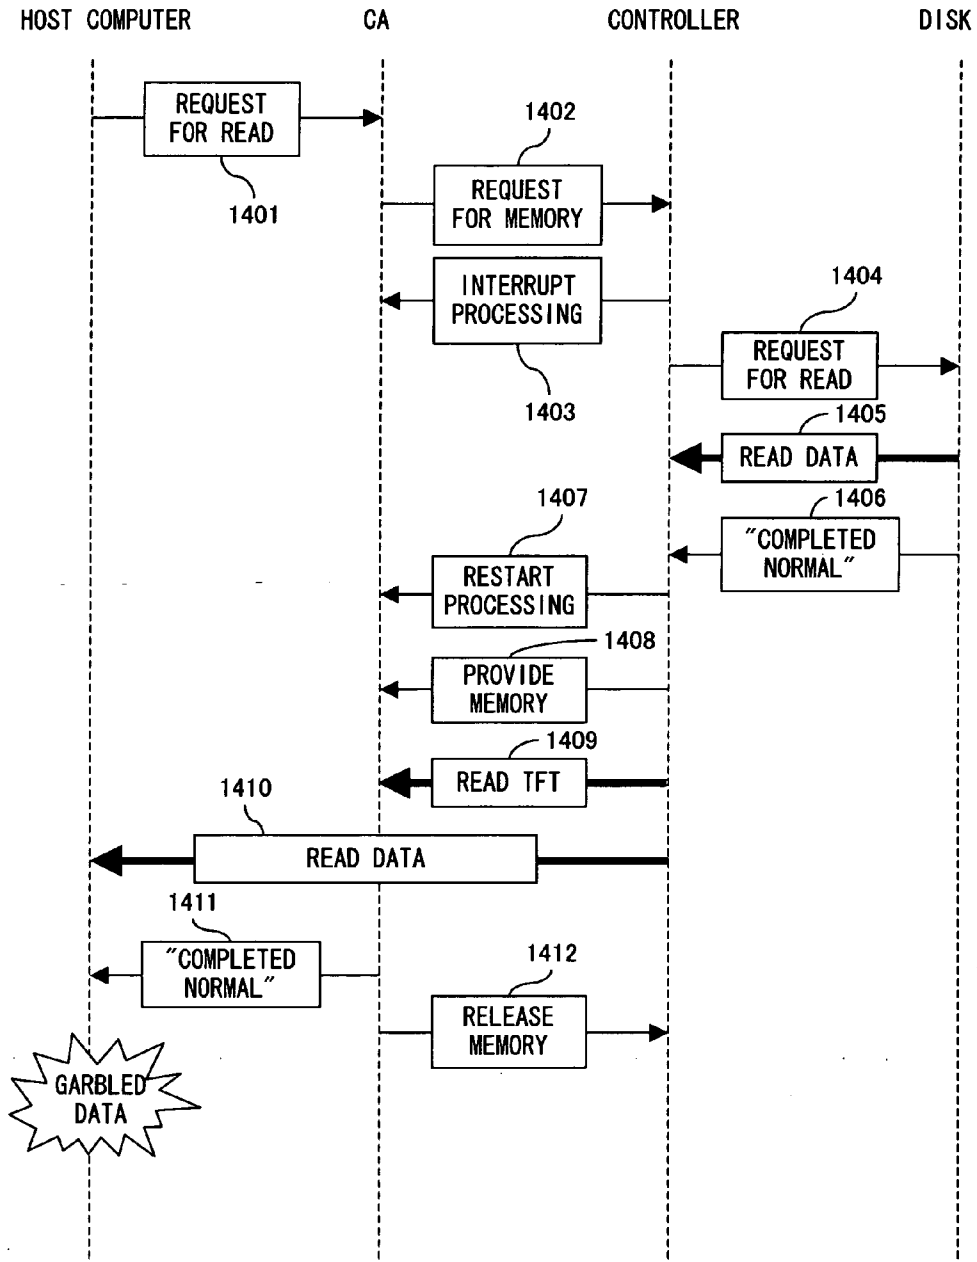 HOST COMPUTER
CA
CONTROLLER
DISK
REQUEST
FOR READ
1401
1402
REQUEST
FOR MEMORY
INTERRUPT
PROCESSING
1403
1404
REQUEST
FOR READ
1405
READ DATA
1406
"COMPLETED
NORMAL"
1407
RESTART
PROCESSING
1408
PROVIDE
MEMORY
1409
READ TFT
1410
READ DATA
1411
"COMPLETED
NORMAL"
1412
RELEASE
MEMORY
GARBLED
DATA